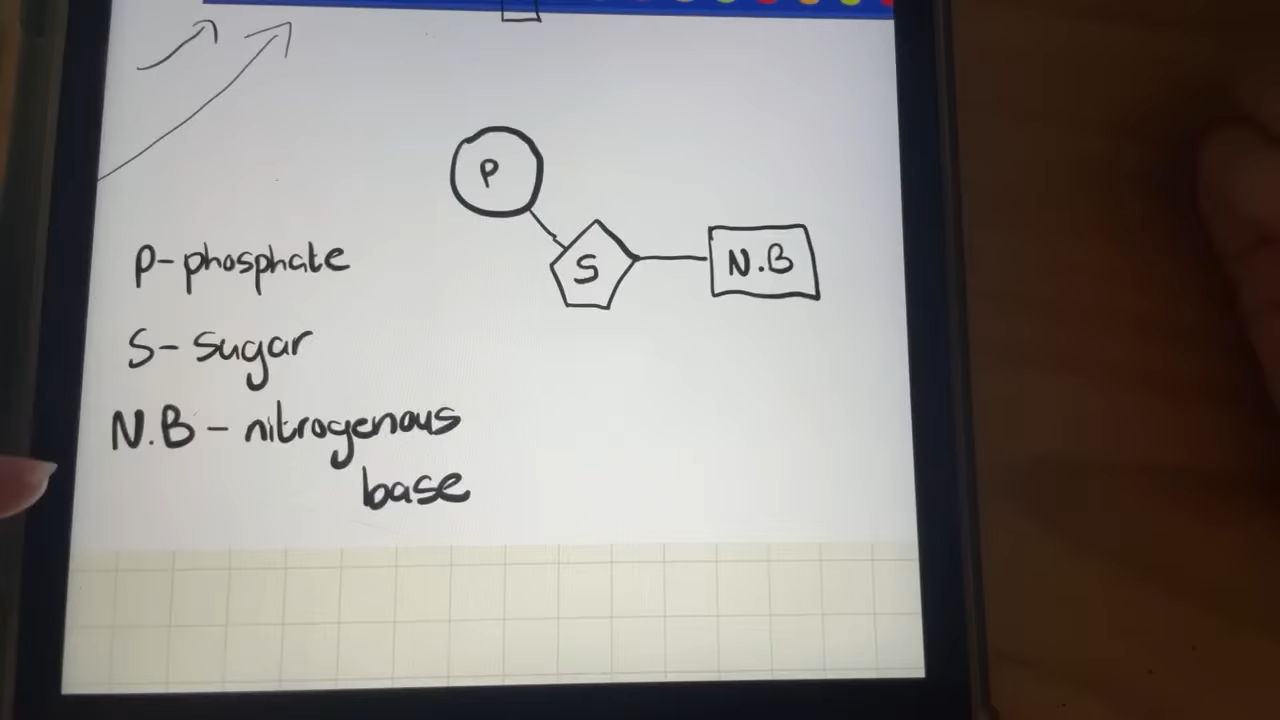 P
S
N.B
P-phosphate
S- sugar
N.B - nitrogenous
base